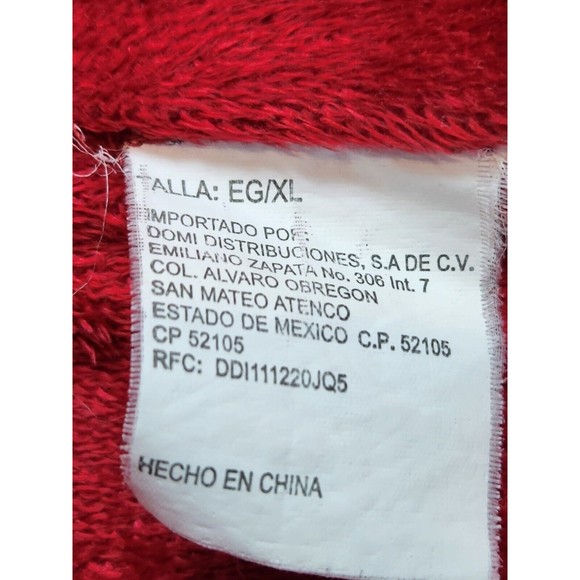 ALLA: EG/XL
IMPORTADO POR:
DOMI DISTRIBUCIONES, S.A DE C.V.
EMILIANO ZAPATA No. 306 Int. 7
COL. ALVARO OBREGON
SAN MATEO ATENCO
ESTADO DE MEXICO C.P. 52105
CP 52105
RFC: DDI111220JQ5
HECHO EN CHINA